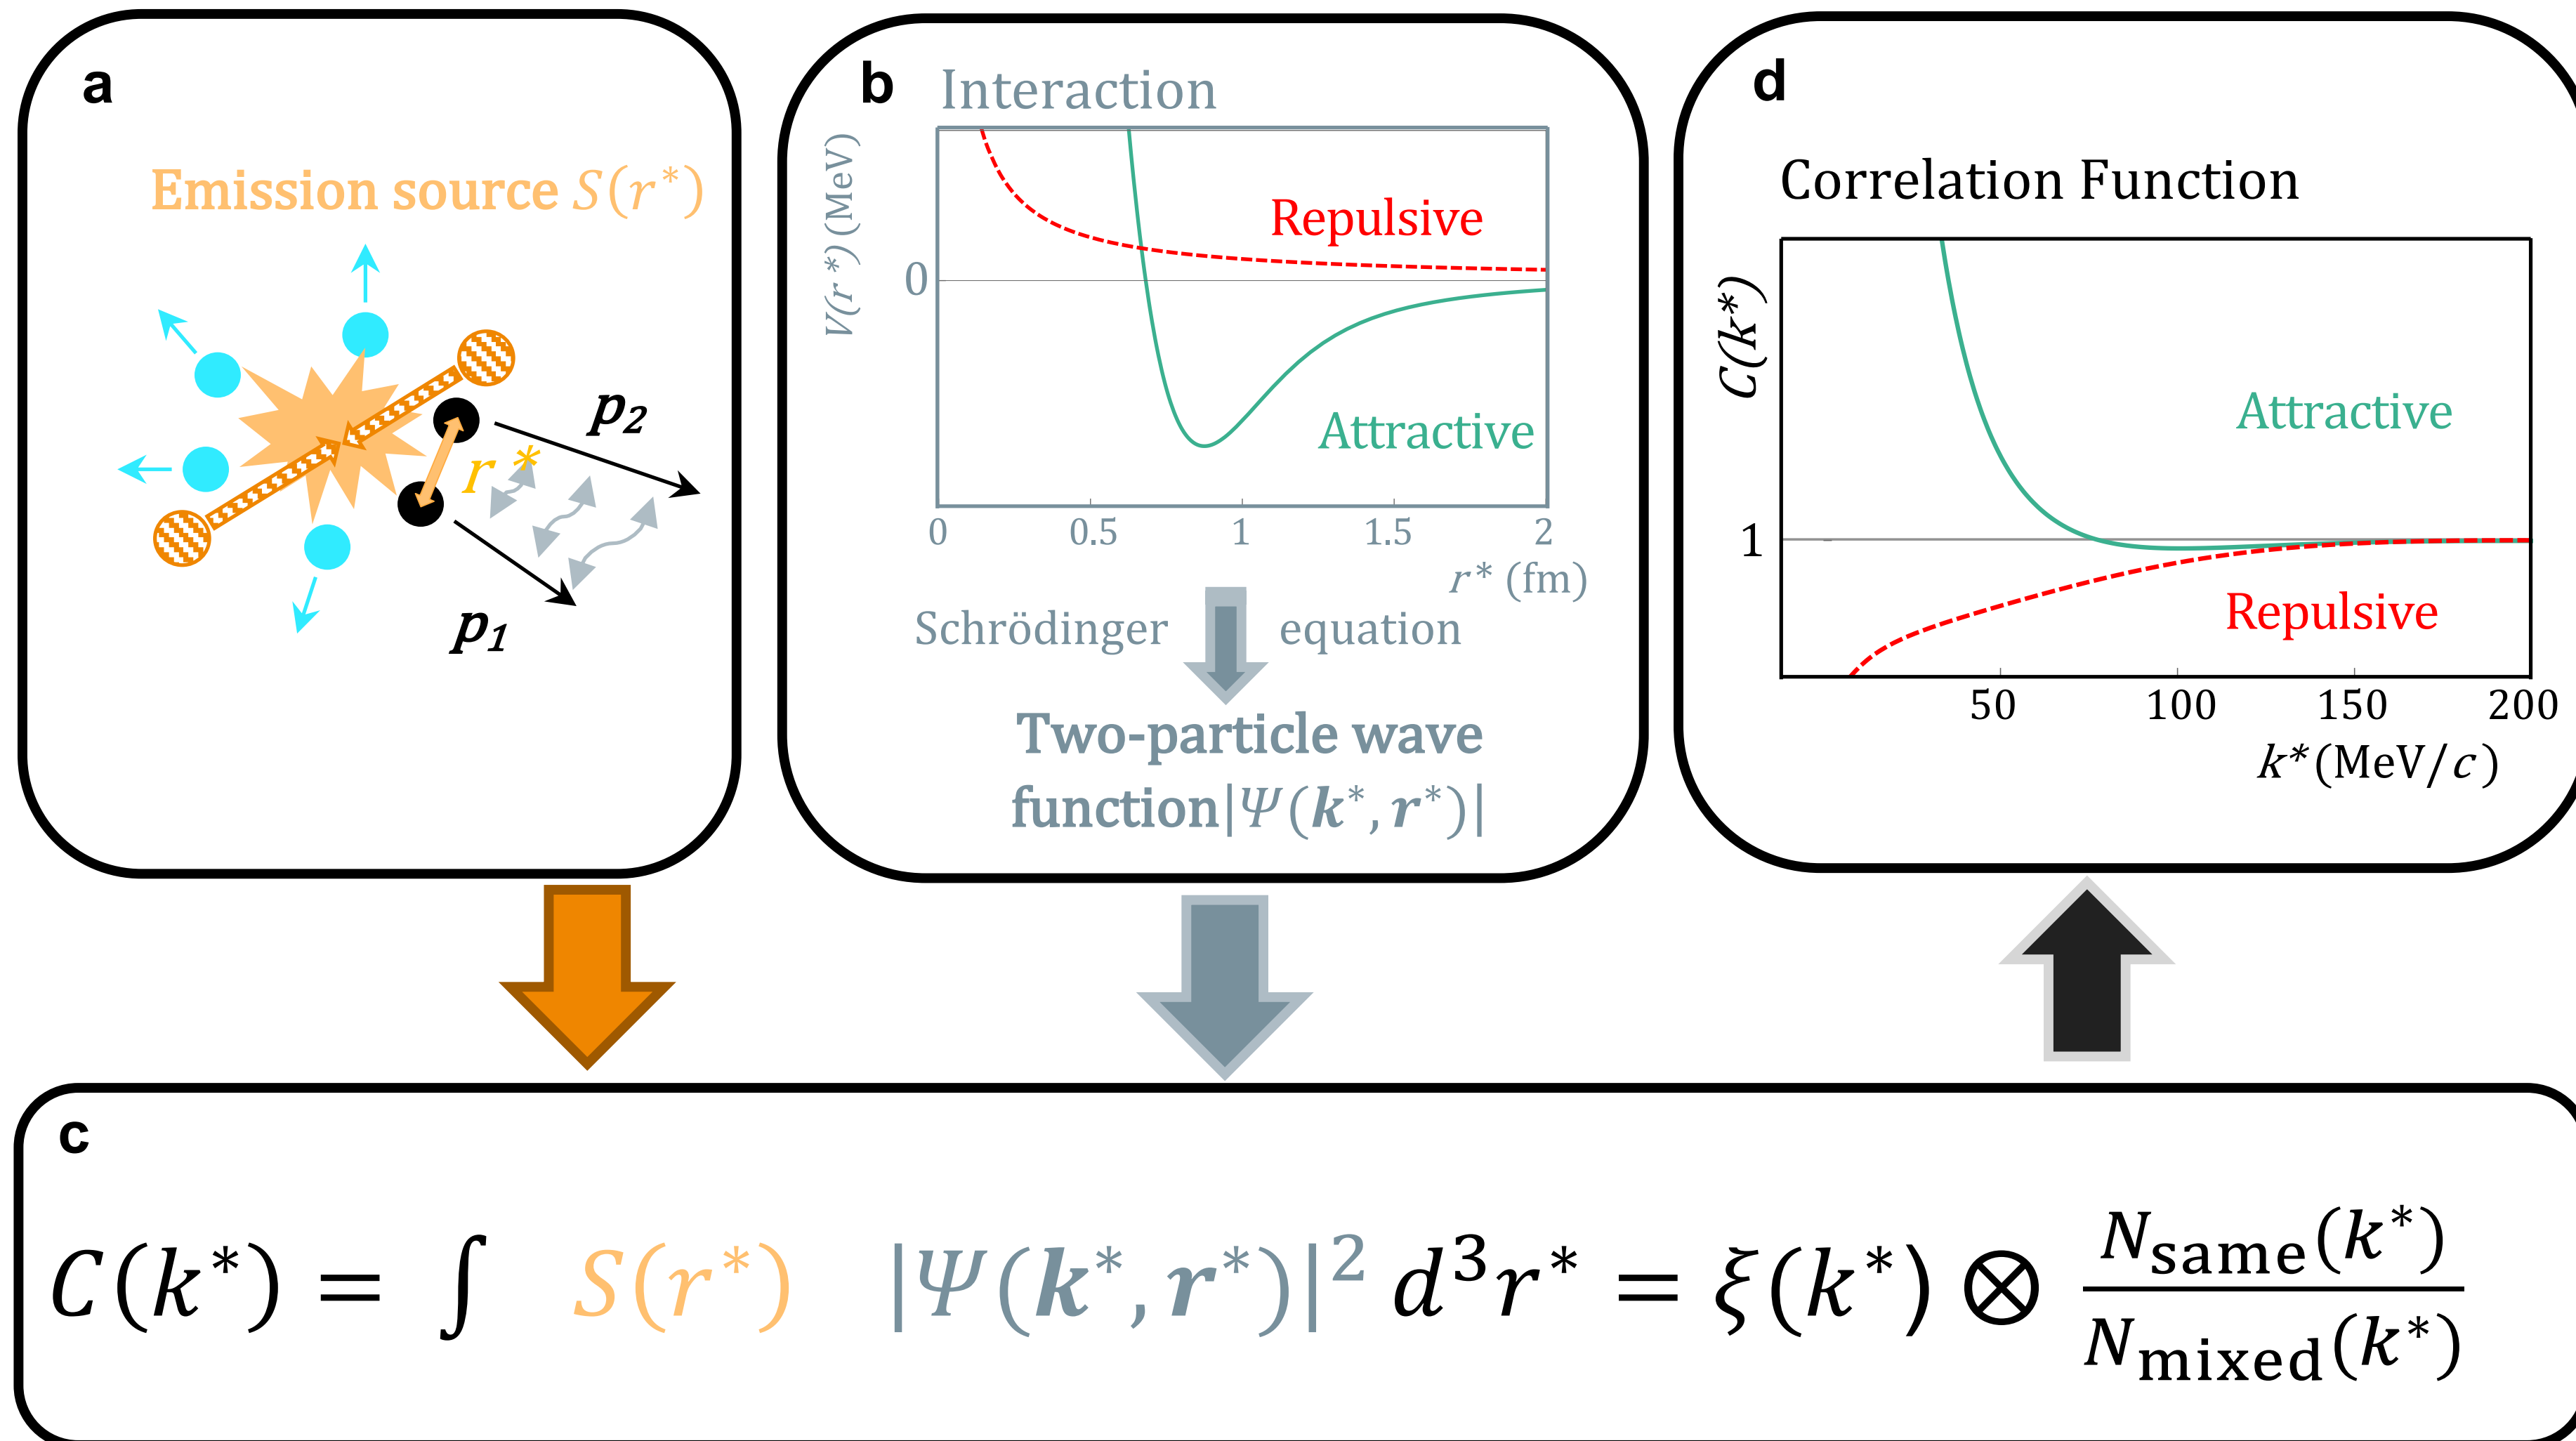 a
Emission source S(r*)
p₂
r*
p₁
b
Interaction
V(r*)(MeV)
Repulsive
0
Attractive
0 0.5 1 1.5 2
r* (fm)
Schrödinger equation
Two-particle wave
function|Ψ(k*, r*)|
d
Correlation Function
C(k*)
Attractive
1
Repulsive
50 100 150 200
k* (MeV/c)
c
C(k*) = ∫ S(r*) |Ψ(k*, r*)|² d³r* = ξ(k*) ⊗ N_same(k*) / N_mixed(k*)